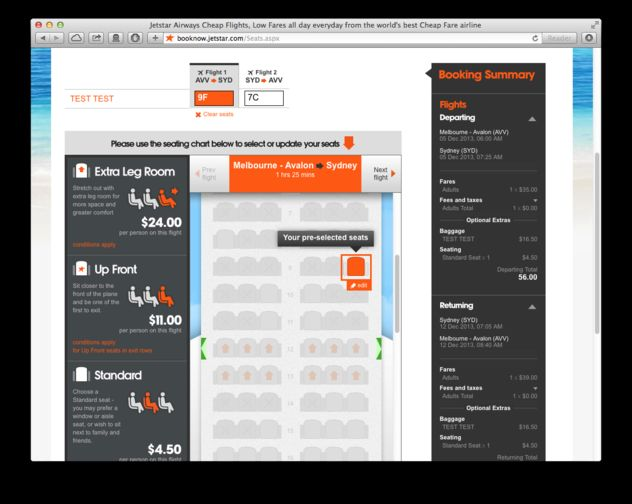 Jetstar Airways Cheap Flights, Low Fares all day everyday from the world's best Cheap Fare airline
booknow.jetstar.com/Seats.aspx
Reader
Flight 1
AVV SYD
Flight 2
SYD AVV
TEST TEST
9F
7C
Clear seats
Please use the seating chart below to select or update your seats
Extra Leg Room
Stretch out with
extra leg room for
more space and
greater comfort
$24.00
per person on this flight
conditions apply
Up Front
Sit closer to the
front of the plane
and be one of the
first to exit.
$11.00
per person on this flight
conditions apply
for Up Front seats in exit rows
Standard
Choose a
Standard seat -
you may prefer a
window or aisle
seat, or wish to sit
next to family and
friends.
$4.50
per person on this flight
Prev
flight
Melbourne - Avalon Sydney
1 hrs 25 mins
Next
flight
7
Your pre-selected seats
9
edit
10
11
12
13
Booking Summary
Flights
Departing
Melbourne - Avalon (AVV)
05 Dec 2013, 06:00 AM
Sydney (SYD)
05 Dec 2013, 07:25 AM
Fares
Adults 1 x $35.00
Fees and taxes
Adults Total 1 x $0.00
Optional Extras
Baggage
TEST TEST $16.50
Seating
Standard Seat x 1 $4.50
Departing Total
56.00
Returning
Sydney (SYD)
12 Dec 2013, 07:05 AM
Melbourne - Avalon (AVV)
12 Dec 2013, 08:40 AM
Fares
Adults 1 x $39.00
Fees and taxes
Adults Total 1 x $0.00
Optional Extras
Baggage
TEST TEST $16.50
Seating
Standard Seat x 1 $4.50
Returning Total